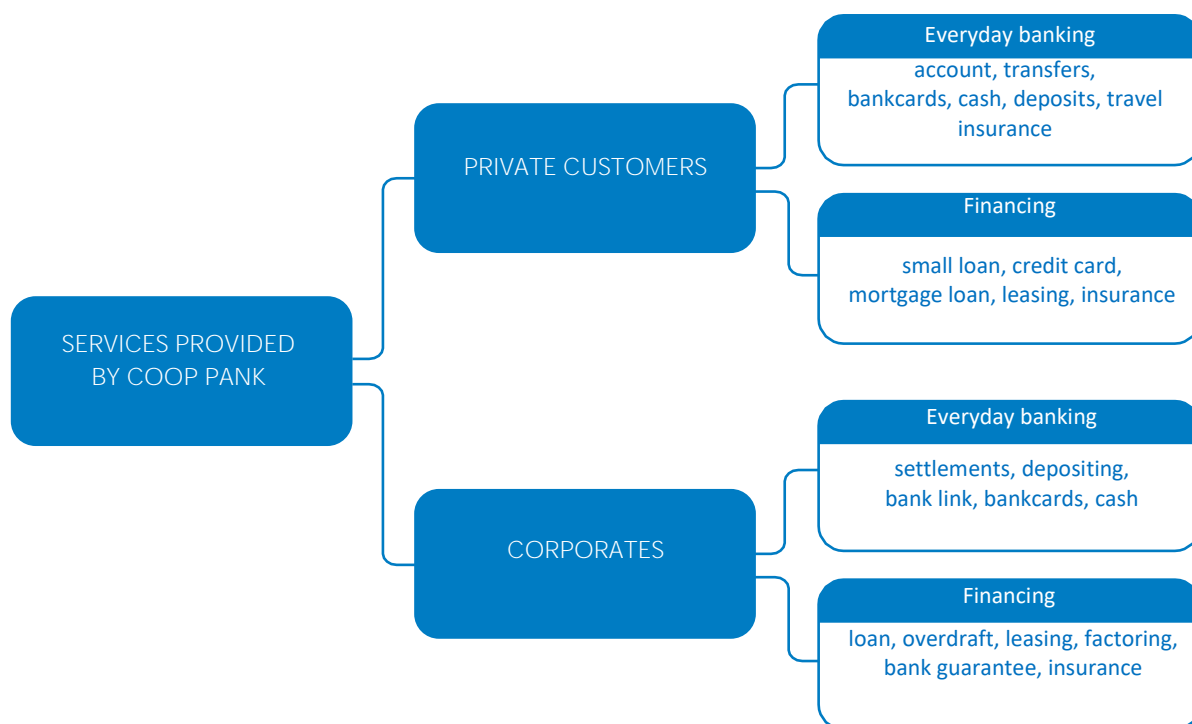 SERVICES PROVIDED
BY COOP PANK
PRIVATE CUSTOMERS
Everyday banking
account, transfers,
bankcards, cash, deposits, travel
insurance
Financing
small loan, credit card,
mortgage loan, leasing, insurance
CORPORATES
Everyday banking
settlements, depositing,
bank link, bankcards, cash
Financing
loan, overdraft, leasing, factoring,
bank guarantee, insurance